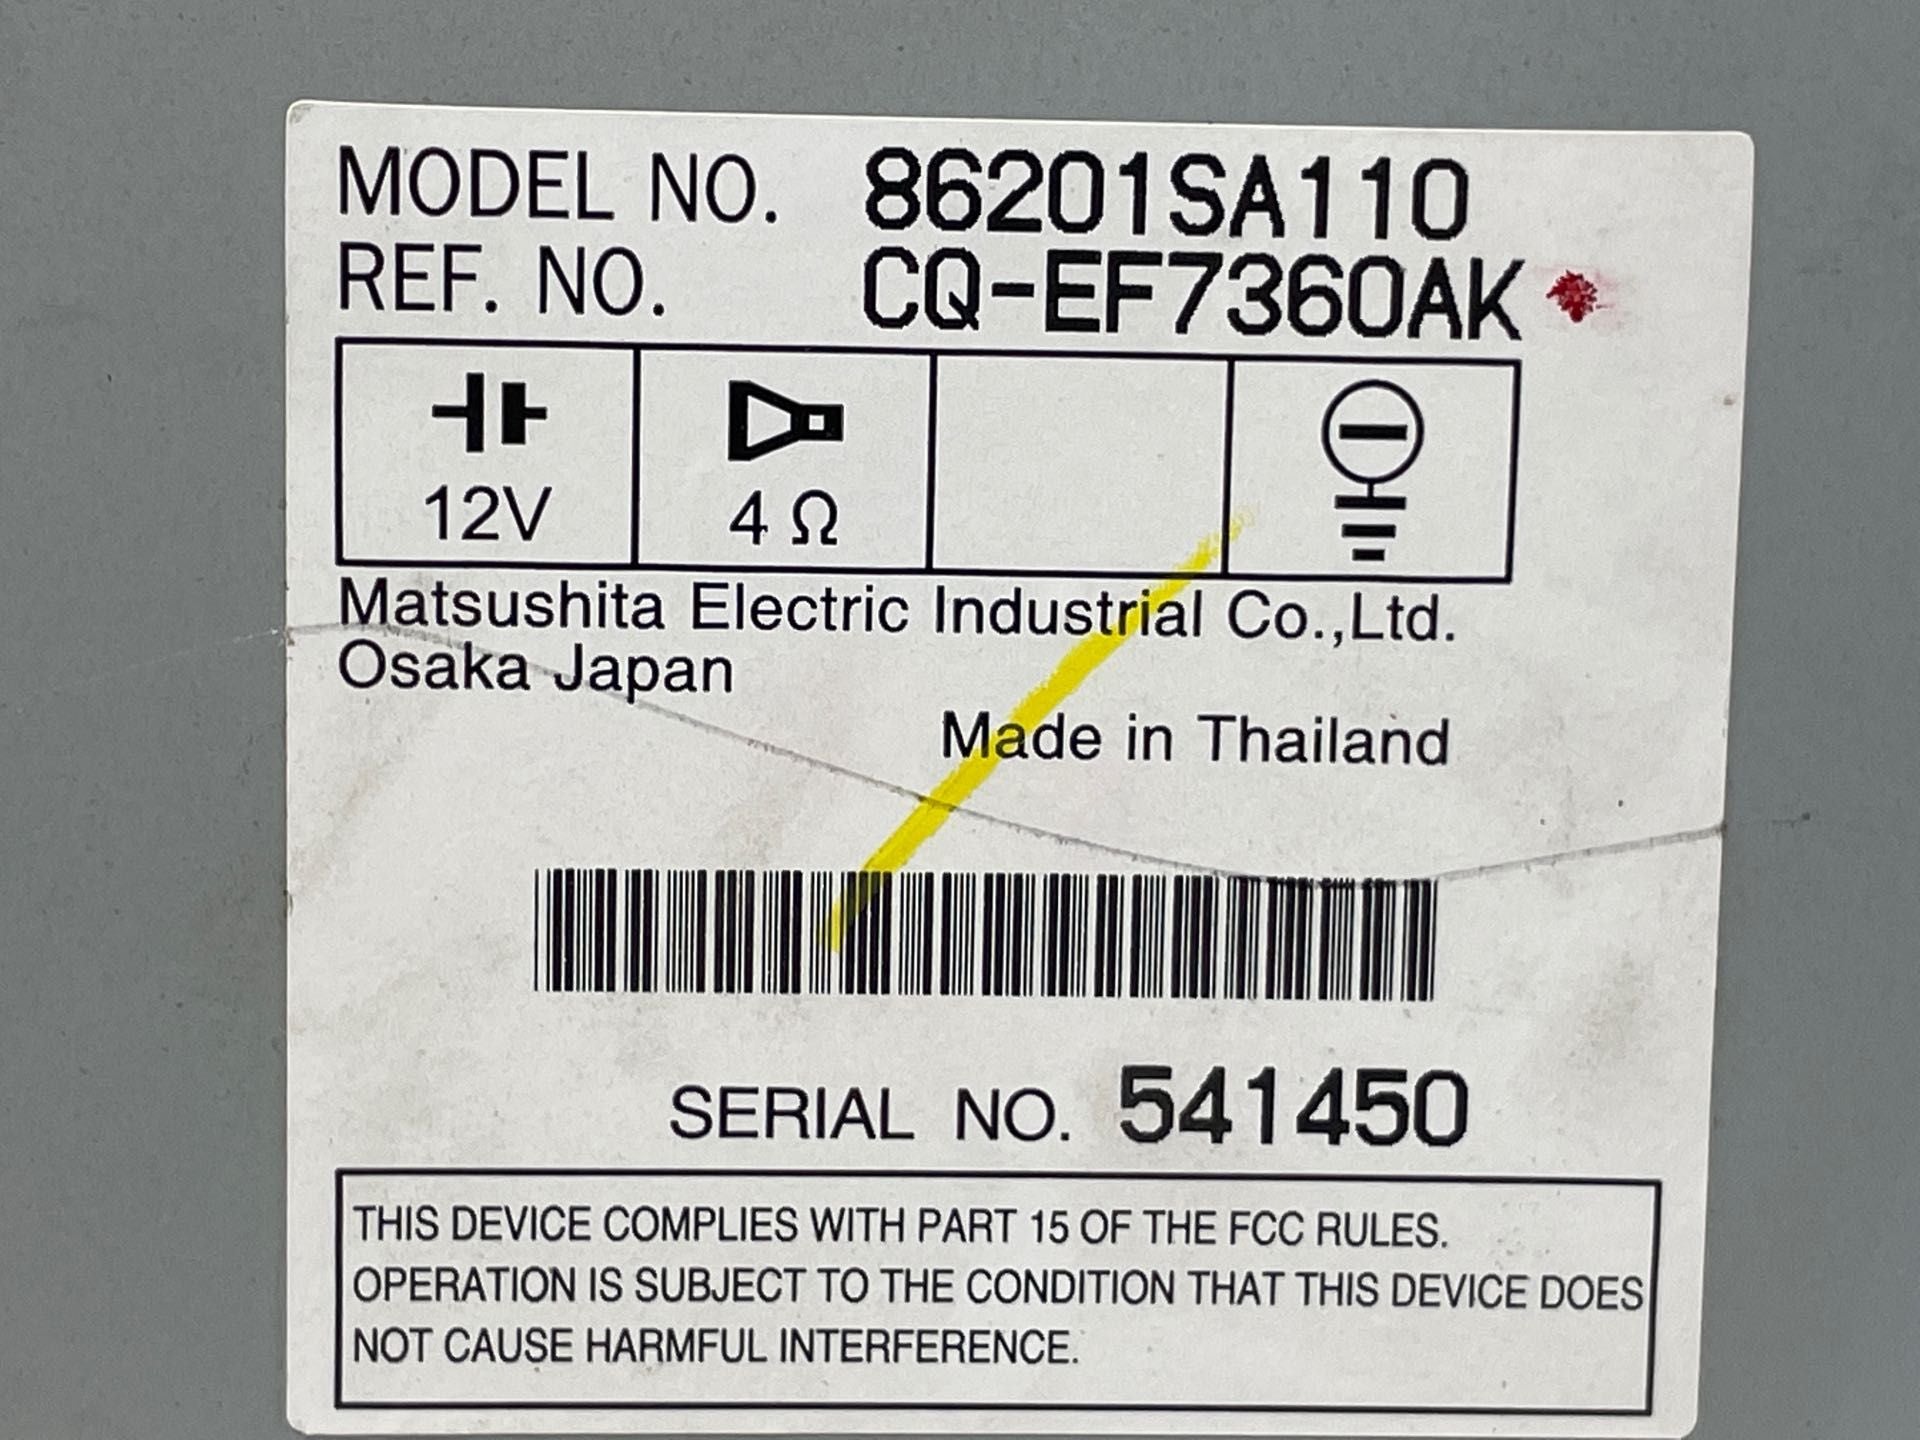 MODEL NO. 86201SA110
REF. NO. CQ-EF7360AK
12V
4 Ω
Matsushita Electric Industrial Co.,Ltd.
Osaka Japan
Made in Thailand
SERIAL NO. 541450
THIS DEVICE COMPLIES WITH PART 15 OF THE FCC RULES.
OPERATION IS SUBJECT TO THE CONDITION THAT THIS DEVICE DOES
NOT CAUSE HARMFUL INTERFERENCE.